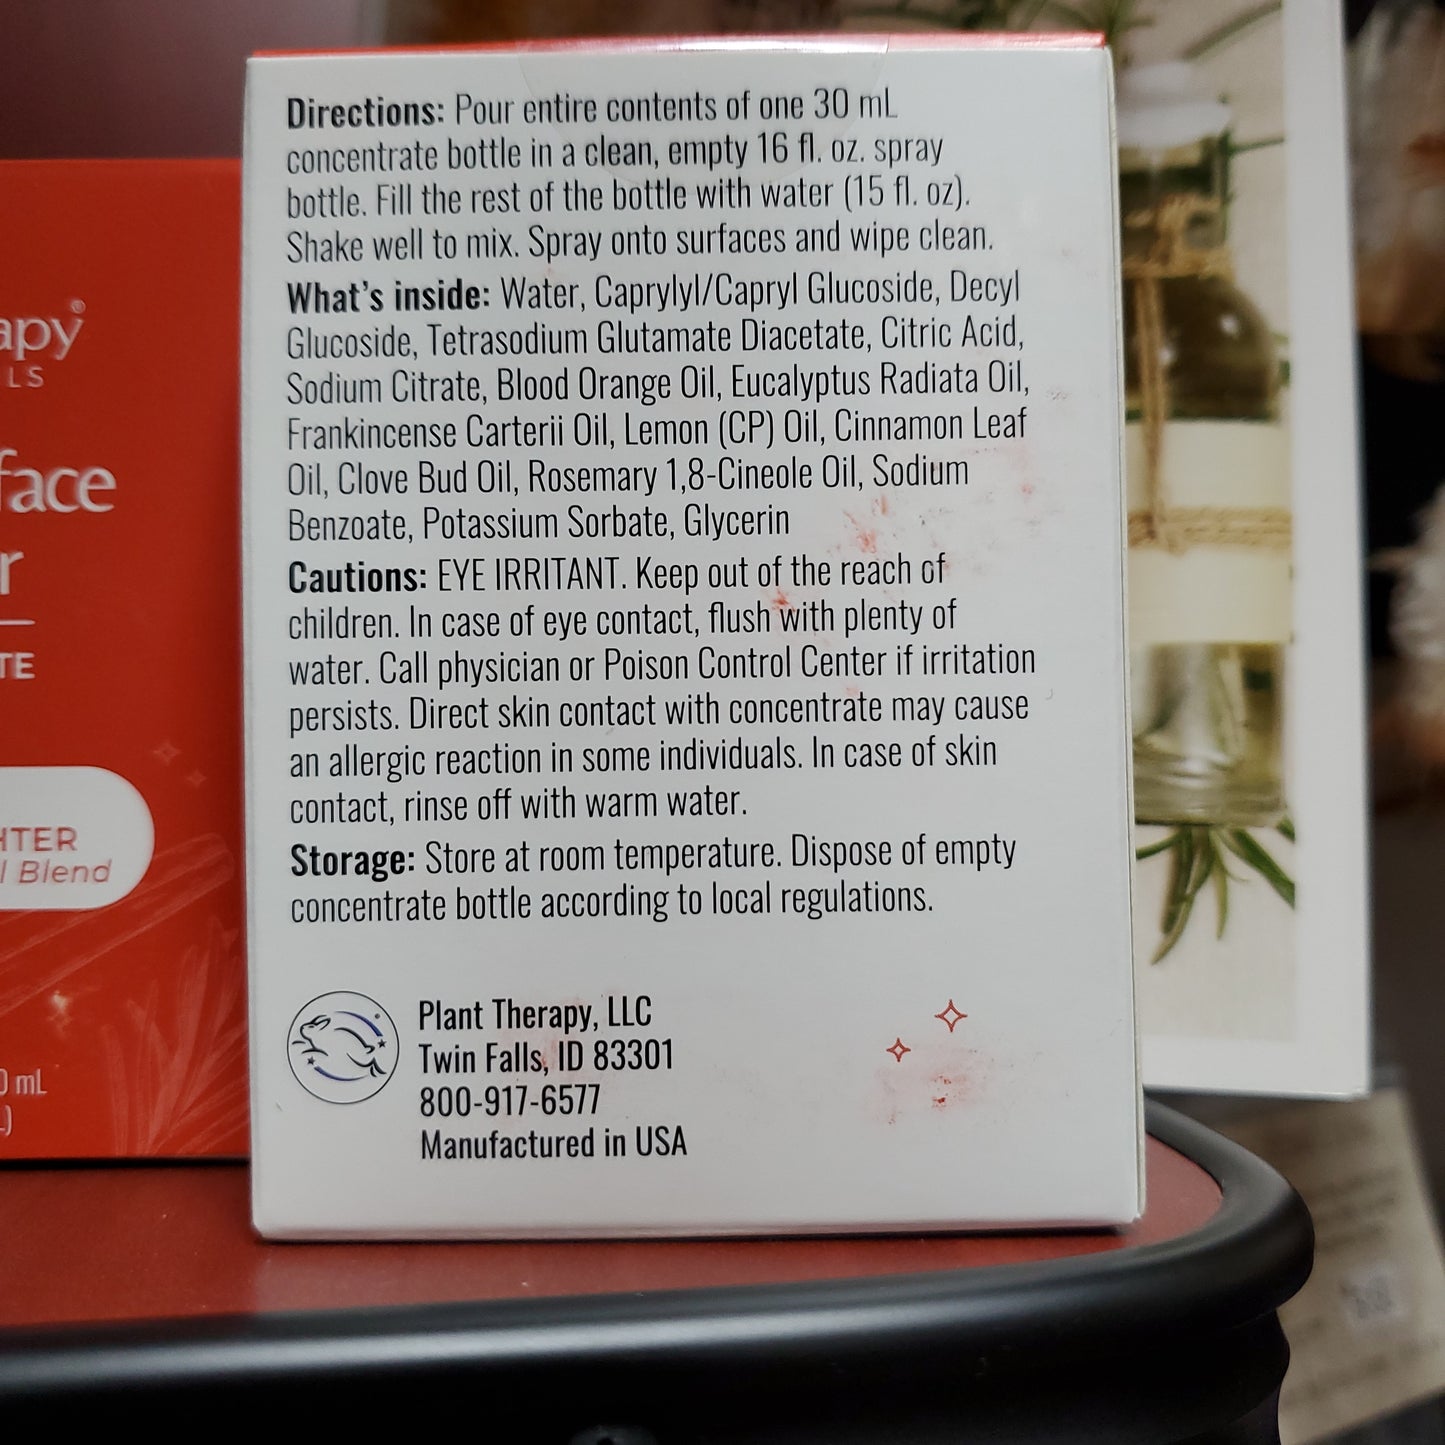 Directions: Pour entire contents of one 30 mL
concentrate bottle in a clean, empty 16 fl. oz. spray
bottle. Fill the rest of the bottle with water (15 fl. oz).
Shake well to mix. Spray onto surfaces and wipe clean.
What's inside: Water, Caprylyl/Capryl Glucoside, Decyl
Glucoside, Tetrasodium Glutamate Diacetate, Citric Acid,
Sodium Citrate, Blood Orange Oil, Eucalyptus Radiata Oil,
Frankincense Carterii Oil, Lemon (CP) Oil, Cinnamon Leaf
Oil, Clove Bud Oil, Rosemary 1,8-Cineole Oil, Sodium
Benzoate, Potassium Sorbate, Glycerin
Cautions: EYE IRRITANT. Keep out of the reach of
children. In case of eye contact, flush with plenty of
water. Call physician or Poison Control Center if irritation
persists. Direct skin contact with concentrate may cause
an allergic reaction in some individuals. In case of skin
contact, rinse off with warm water.
Storage: Store at room temperature. Dispose of empty
concentrate bottle according to local regulations.
Plant Therapy, LLC
Twin Falls, ID 83301
800-917-6577
Manufactured in USA
apy®
LS
face
r
TE
HTER
l Blend
0 mL